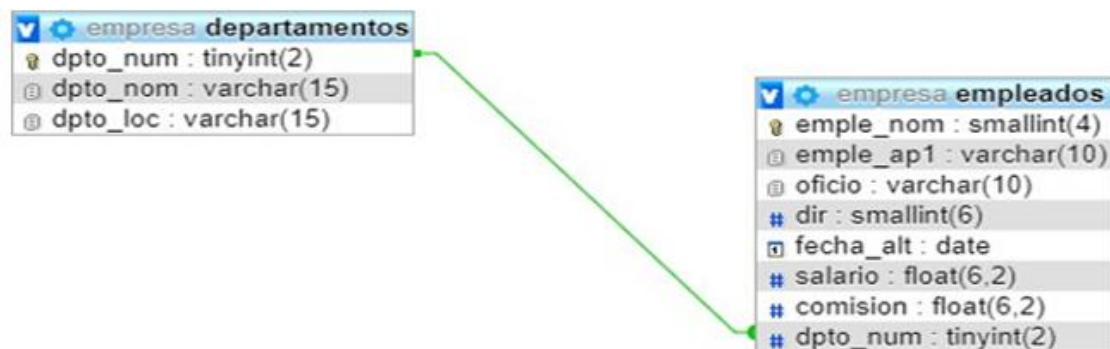 empresa departamentos
dpto_num : tinyint(2)
dpto_nom : varchar(15)
dpto_loc : varchar(15)
empresa empleados
emple_nom : smallint(4)
emple_ap1 : varchar(10)
oficio : varchar(10)
dir : smallint(6)
fecha_alt : date
salario : float(6,2)
comision : float(6,2)
dpto_num : tinyint(2)